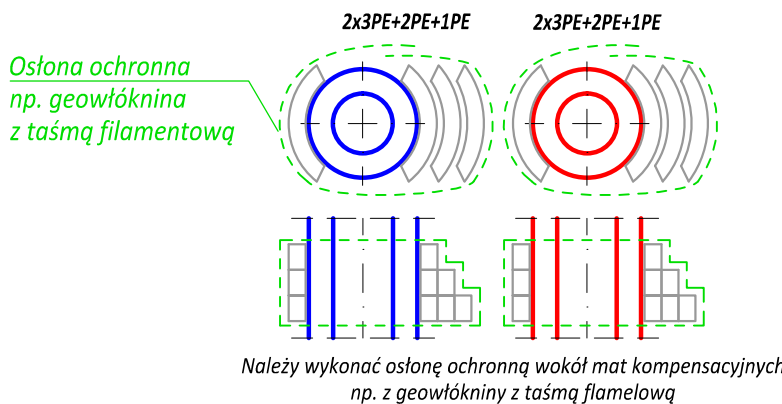 2x3PE+2PE+1PE
2x3PE+2PE+1PE
Osłona ochronna
np. geowłóknina
z taśmą filamentową
Należy wykonać osłonę ochronną wokół mat kompensacyjnych
np. z geowłókniny z taśmą flamelową